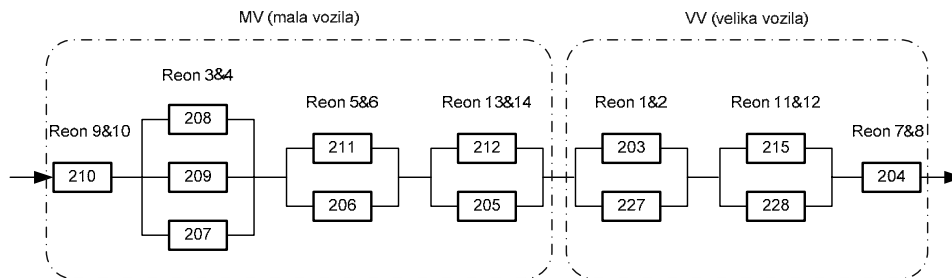 MV (mala vozila)
VV (velika vozila)
Reon 9&10
Reon 3&4
Reon 5&6
Reon 13&14
Reon 1&2
Reon 11&12
Reon 7&8
210
208
209
207
211
206
212
205
203
227
215
228
204